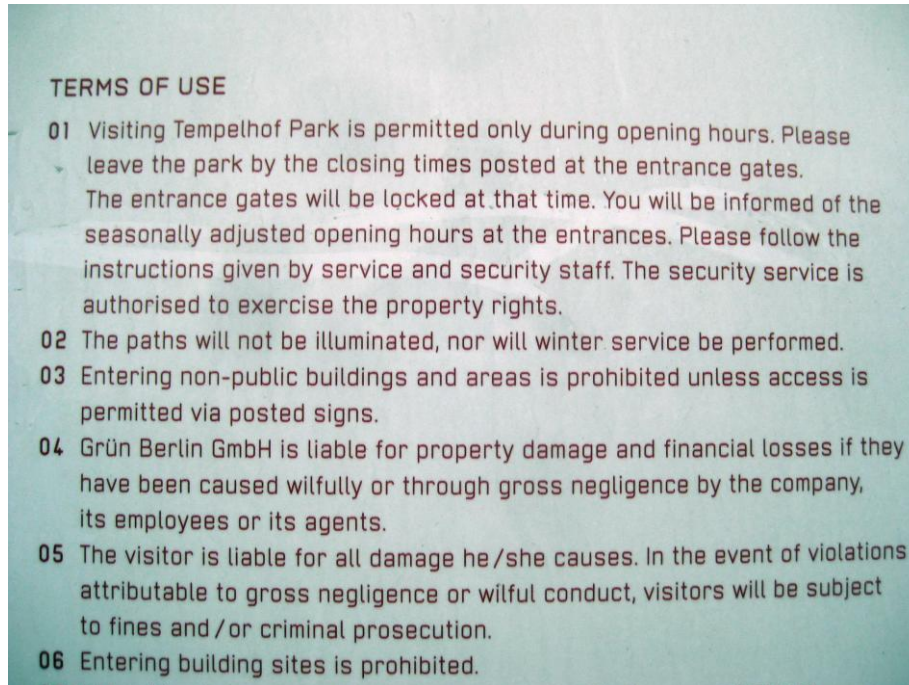 TERMS OF USE
01 Visiting Tempelhof Park is permitted only during opening hours. Please
leave the park by the closing times posted at the entrance gates.
The entrance gates will be locked at that time. You will be informed of the
seasonally adjusted opening hours at the entrances. Please follow the
instructions given by service and security staff. The security service is
authorised to exercise the property rights.
02 The paths will not be illuminated, nor will winter service be performed.
03 Entering non-public buildings and areas is prohibited unless access is
permitted via posted signs.
04 Grün Berlin GmbH is liable for property damage and financial losses if they
have been caused wilfully or through gross negligence by the company,
its employees or its agents.
05 The visitor is liable for all damage he/she causes. In the event of violations
attributable to gross negligence or wilful conduct, visitors will be subject
to fines and/or criminal prosecution.
06 Entering building sites is prohibited.